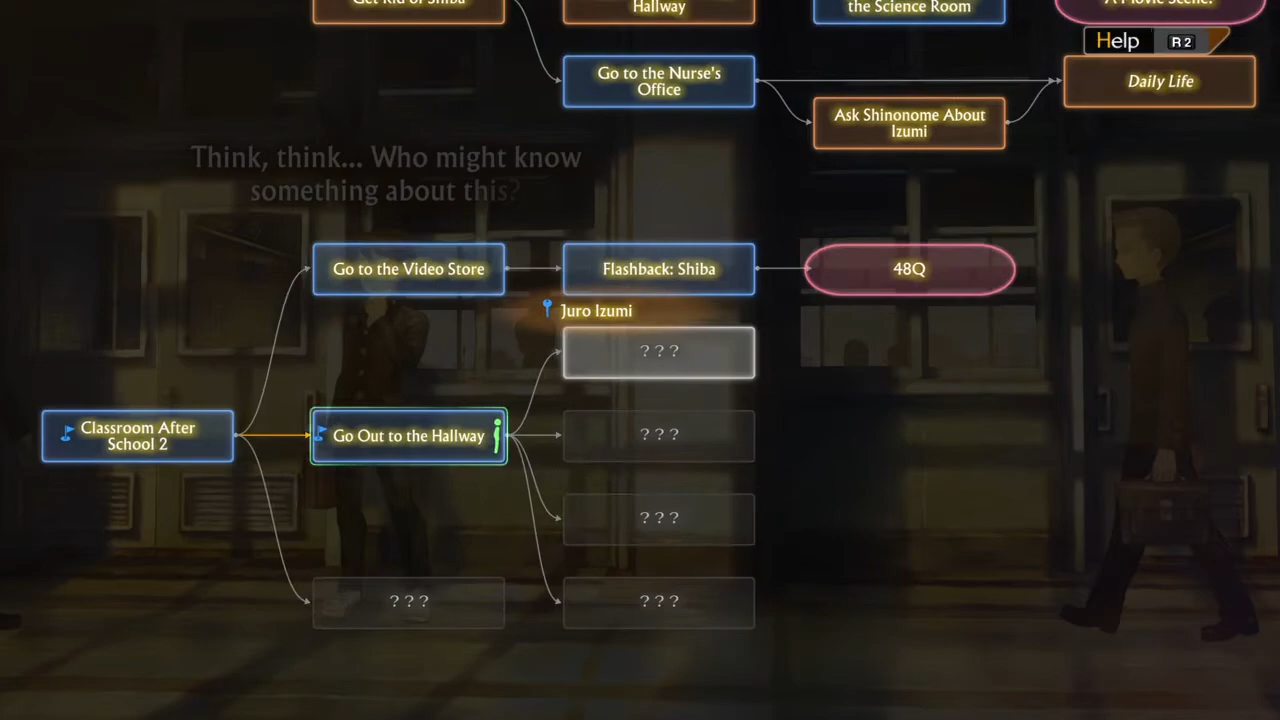 Get Rid of Shiba
Hallway
the Science Room
A Movie Scene?
Help R2
Go to the Nurse's
Office
Daily Life
Ask Shinonome About
Izumi
Think, think... Who might know
something about this?
Go to the Video Store
Flashback: Shiba
48Q
Juro Izumi
???
Classroom After
School 2
Go Out to the Hallway
???
???
???
???